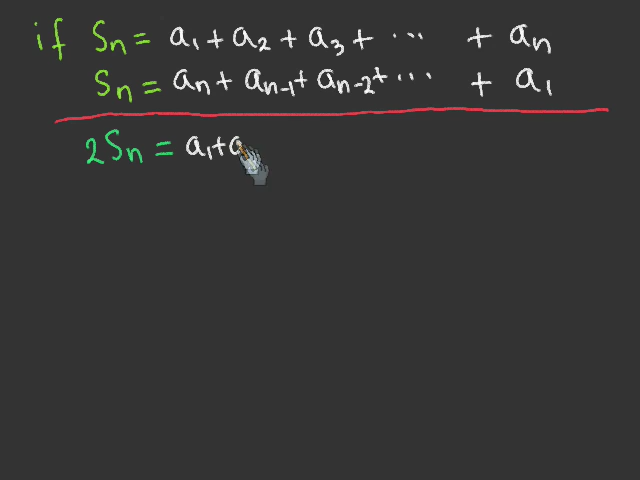 if Sₙ = a₁ + a₂ + a₃ + ... + aₙ
Sₙ = aₙ + aₙ₋₁ + aₙ₋₂ + ... + a₁
2Sₙ = a₁ + a